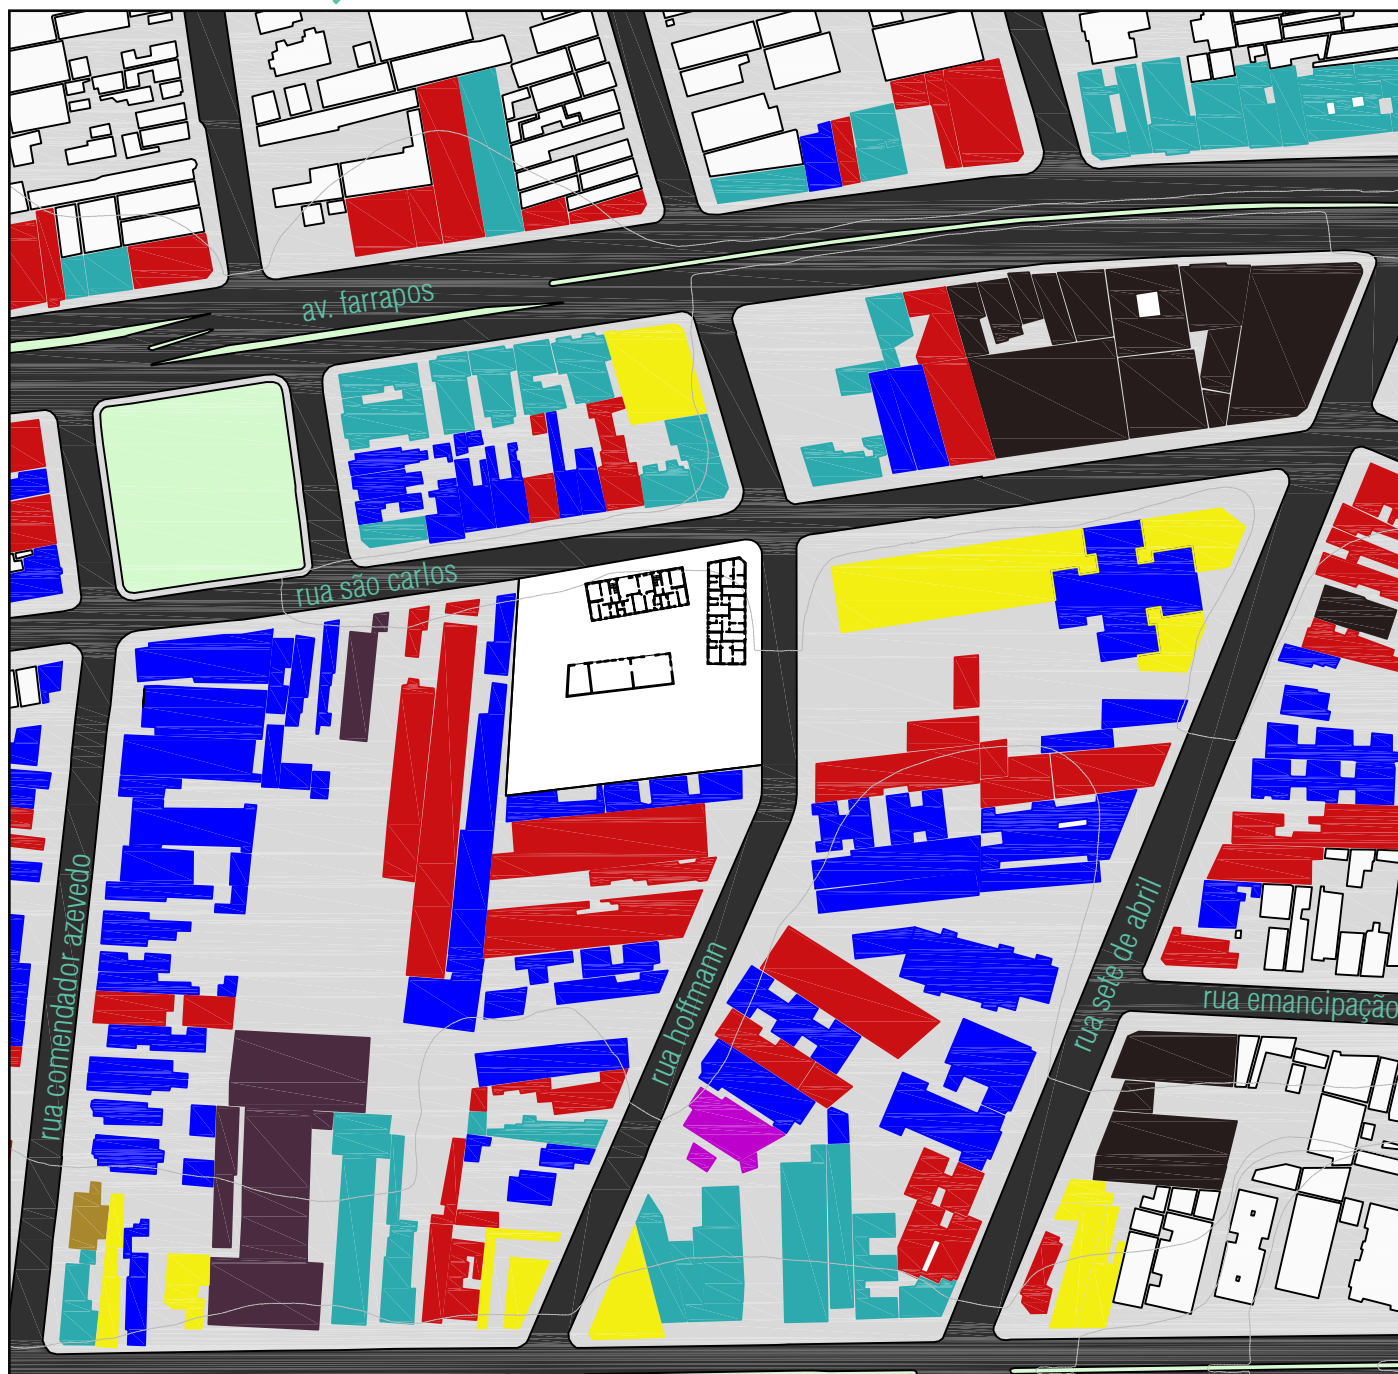 av. farrapos
rua são carlos
rua comendador azevedo
rua hoffmann
rua sete de abril
rua emancipação